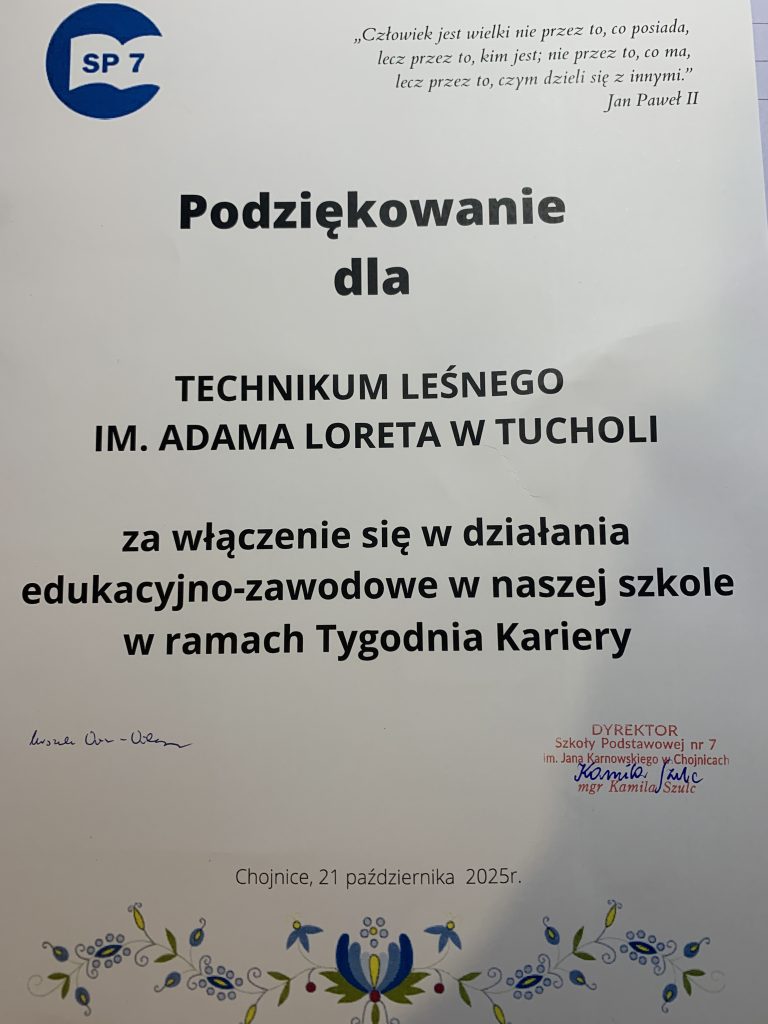 SP 7
„Człowiek jest wielki nie przez to, co posiada,
lecz przez to, kim jest; nie przez to, co ma,
lecz przez to, czym dzieli się z innymi.”
Jan Paweł II
Podziękowanie
dla
TECHNIKUM LEŚNEGO
IM. ADAMA LORETA W TUCHOLI
za włączenie się w działania
edukacyjno-zawodowe w naszej szkole
w ramach Tygodnia Kariery
DYREKTOR
Szkoły Podstawowej nr 7
im. Jana Karnowskiego w Chojnicach
Kamila Szulc
mgr Kamila Szulc
Chojnice, 21 października 2025r.